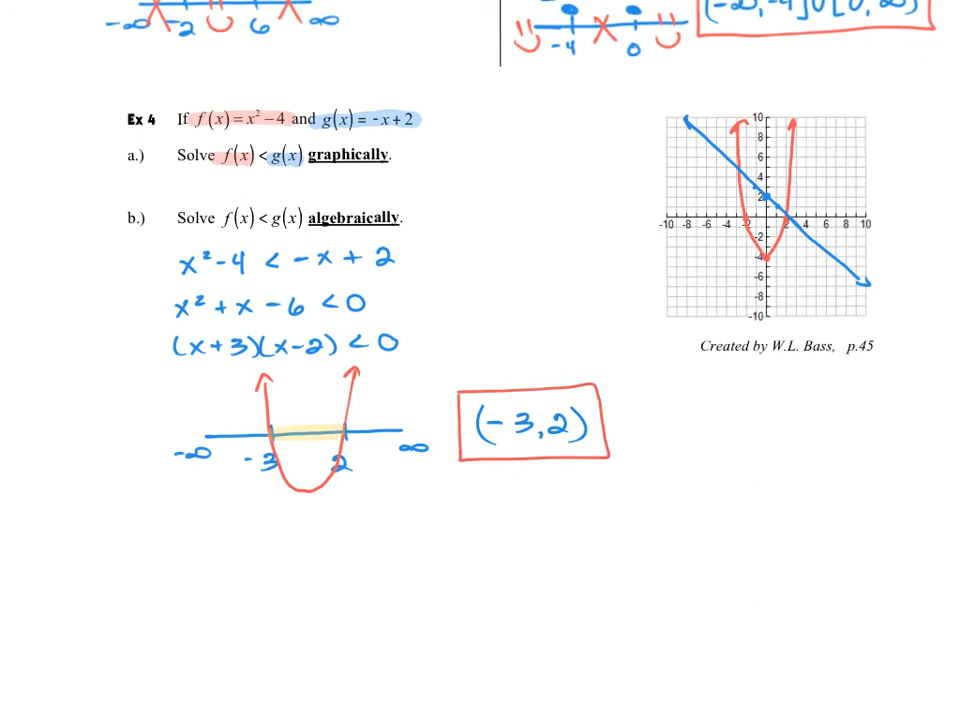 -∞ -2 6 ∞
-4 0
Ex 4 If f(x) = x² − 4 and g(x) = -x + 2
a.) Solve f(x) < g(x) graphically.
b.) Solve f(x) < g(x) algebraically.
x² - 4 < -x + 2
x² + x - 6 < 0
(x + 3)(x - 2) < 0
-∞ -3 2 ∞
(-3, 2)
10
8
6
4
2
-10 -8 -6 -4 -2 2 4 6 8 10
-2
-4
-6
-8
-10
Created by W.L. Bass, p.45